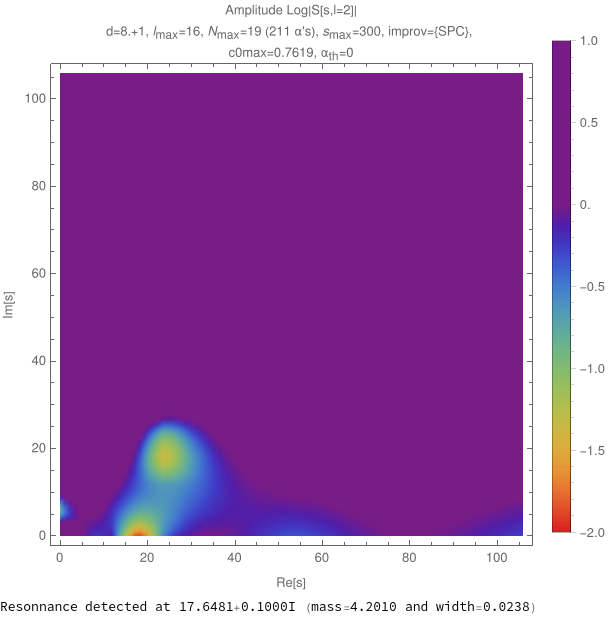 Amplitude Log|S[s,l=2]|
d=8.+1, lmax=16, Nmax=19 (211 α's), smax=300, improv={SPC},
c0max=0.7619, αth=0
1.0
0.5
0.
−0.5
−1.0
−1.5
−2.0
100
80
60
40
20
0
Im[s]
0 20 40 60 80 100
Re[s]
Resonnance detected at 17.6481+0.1000I (mass=4.2010 and width=0.0238)